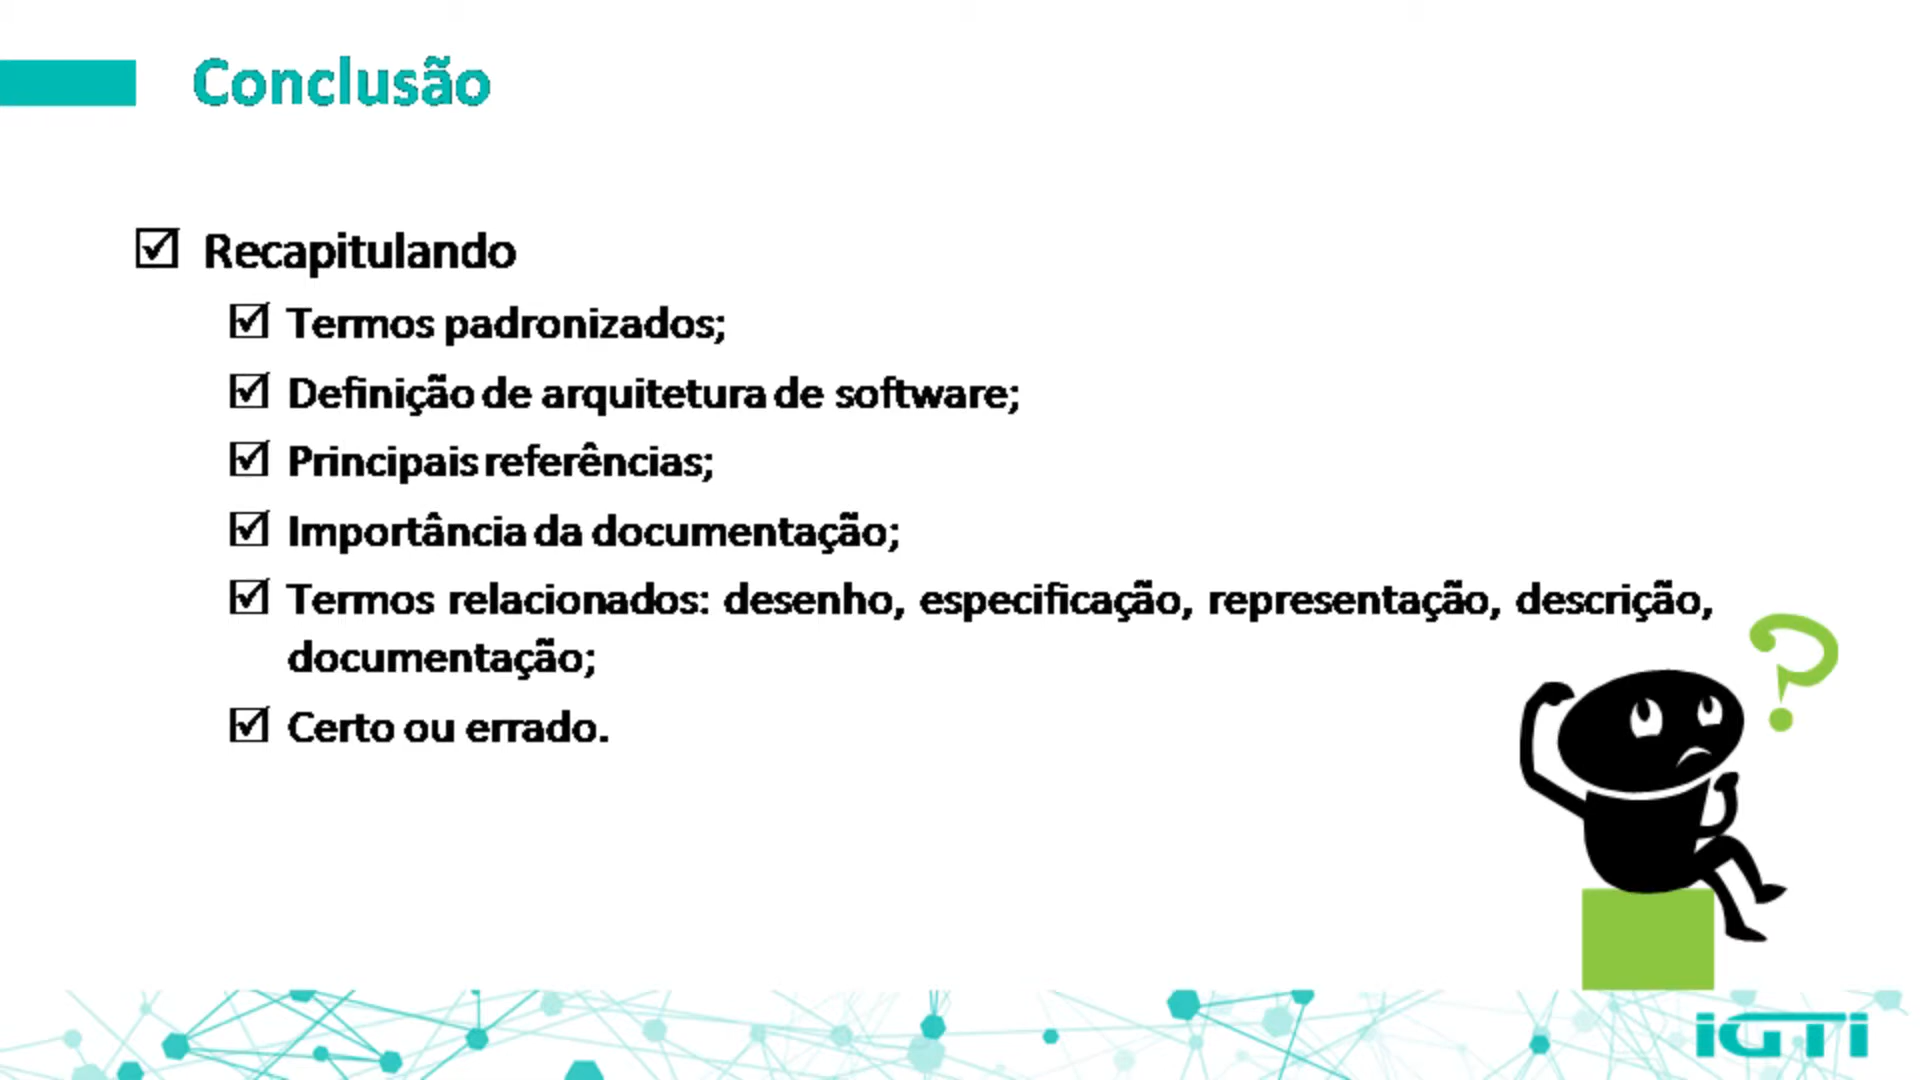 Conclusão
Recapitulando
Termos padronizados;
Definição de arquitetura de software;
Principais referências;
Importância da documentação;
Termos relacionados: desenho, especificação, representação, descrição,
documentação;
Certo ou errado.
?
iGTi